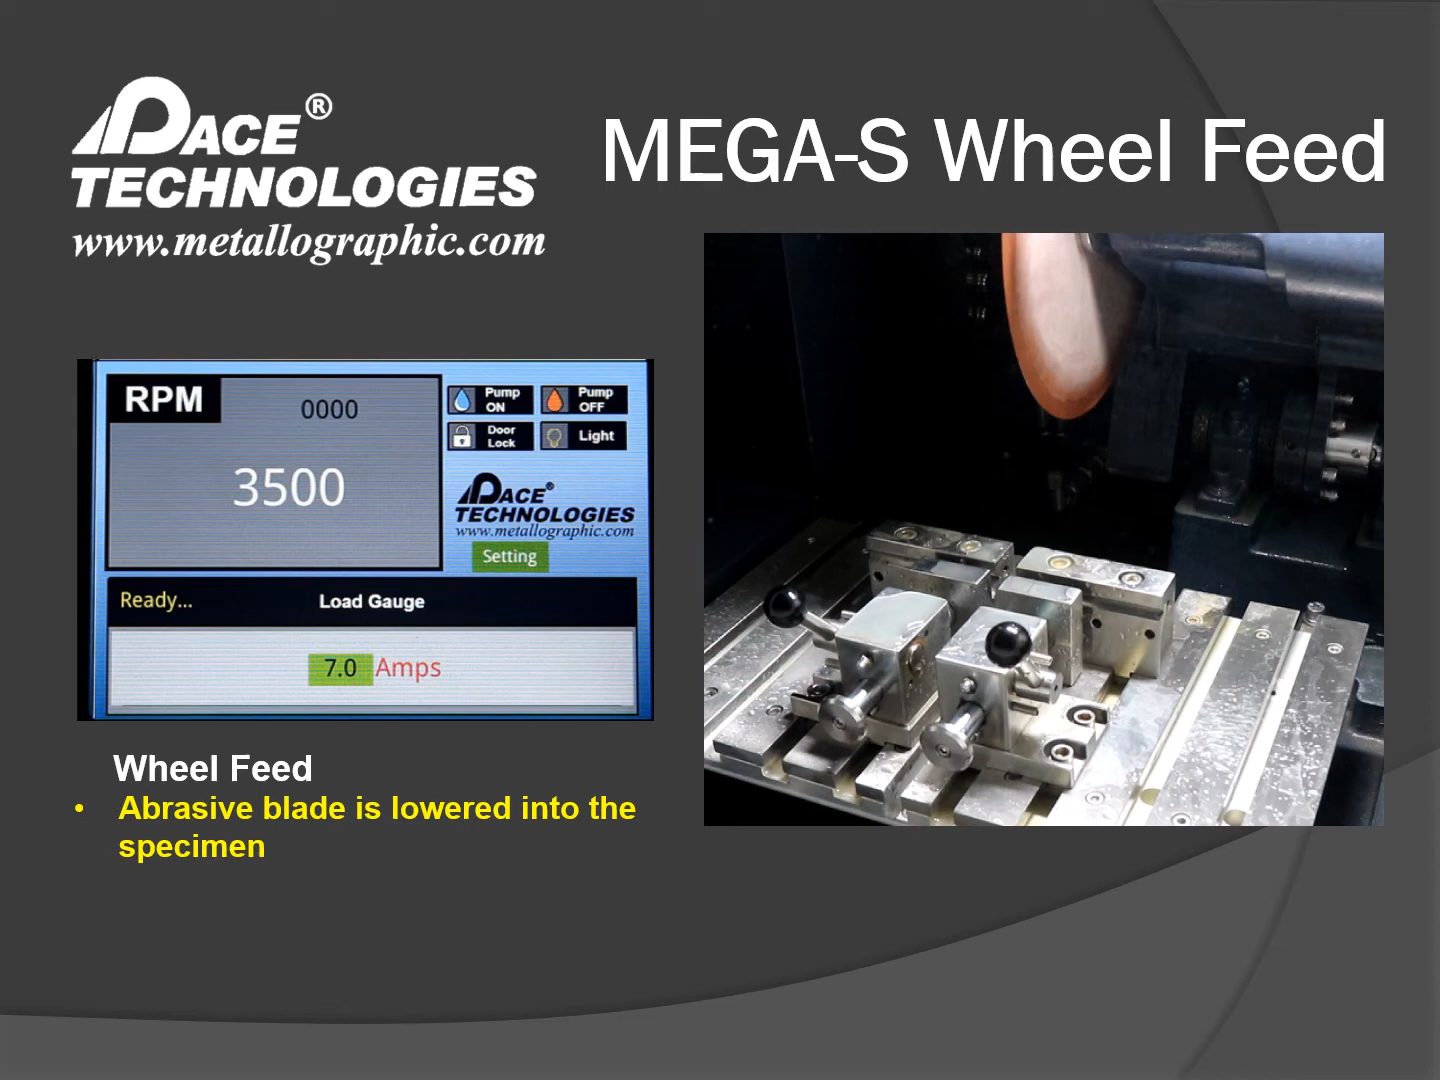 PACE®
TECHNOLOGIES
www.metallographic.com
MEGA-S Wheel Feed
RPM
0000
3500
Pump
ON
Pump
OFF
Door
Lock
Light
PACE®
TECHNOLOGIES
www.metallographic.com
Setting
Ready...
Load Gauge
7.0 Amps
Wheel Feed
• Abrasive blade is lowered into the
specimen